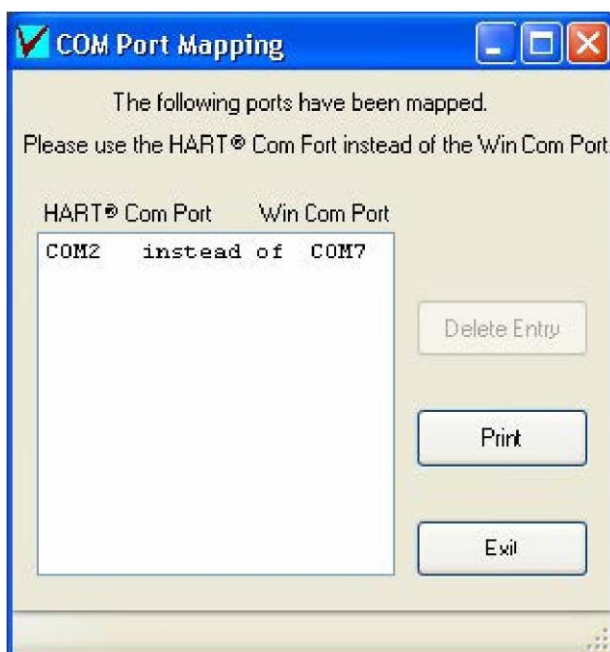 COM Port Mapping
The following ports have been mapped.
Please use the HART® Com Fort instead of the Win Com Port.
HART® Com Port Win Com Port
COM2 instead of COM7
Delete Entry
Print
Exit